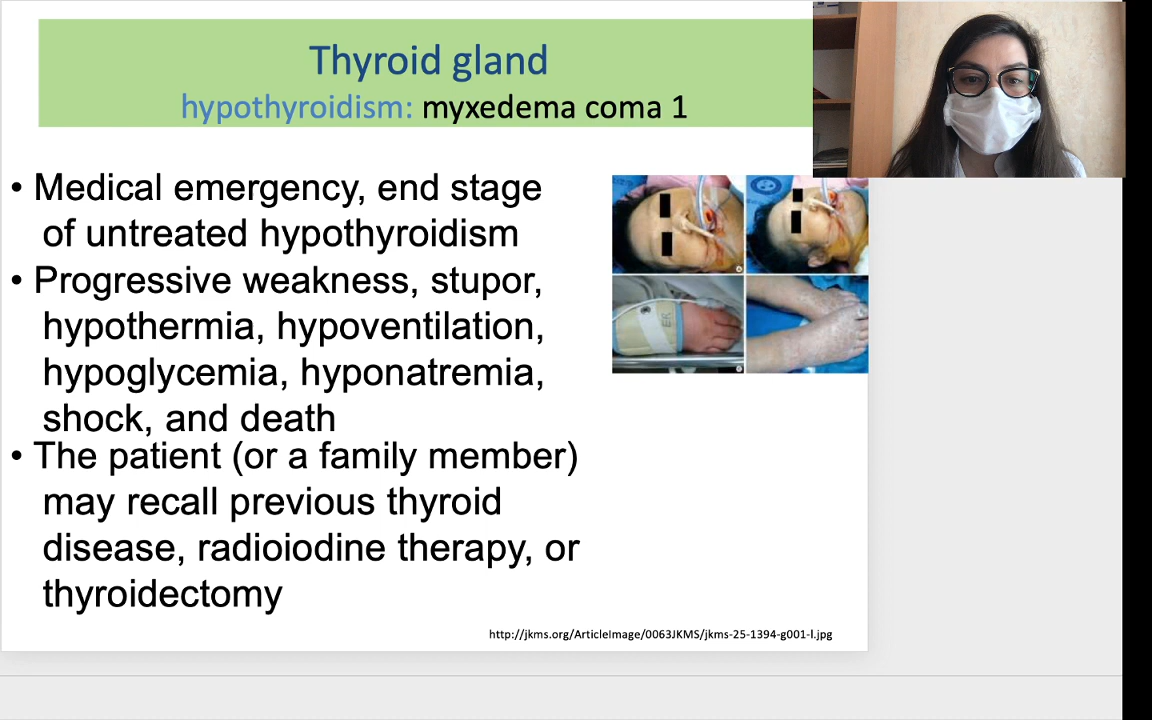 Thyroid gland
hypothyroidism: myxedema coma 1
• Medical emergency, end stage
of untreated hypothyroidism
• Progressive weakness, stupor,
hypothermia, hypoventilation,
hypoglycemia, hyponatremia,
shock, and death
• The patient (or a family member)
may recall previous thyroid
disease, radioiodine therapy, or
thyroidectomy
http://jkms.org/ArticleImage/0063JKMS/jkms-25-1394-g001-l.jpg